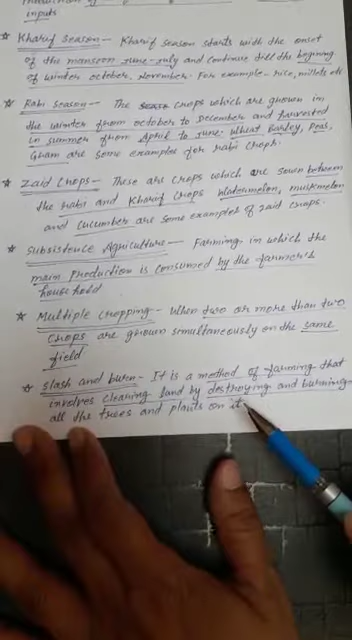 inputs
* Kharif season - Kharif season starts with the onset
of the monsoon june-july and continue till the begining
of winter october, november. For example - rise, millets etc
* Rabi season - The crops which are grown in
the winter from october to December and harvested
in summer from April to june. Wheat, Barley, Peas,
Gram are some examples for rabi crops.
* Zaid Crops - These are crops which are sown between
the rabi and Kharif crops Watermelon, muskmelon
and cucumber are some examples of zaid crops.
* Subsistence Agriculture - Farming in which the
main production is consumed by the farmer's
household
* Multiple cropping - When two or more than two
crops are grown simultaneously on the same
field
* Slash and burn - It is a method of farming that
involves clearing land by destroying and burning
all the trees and plants on it